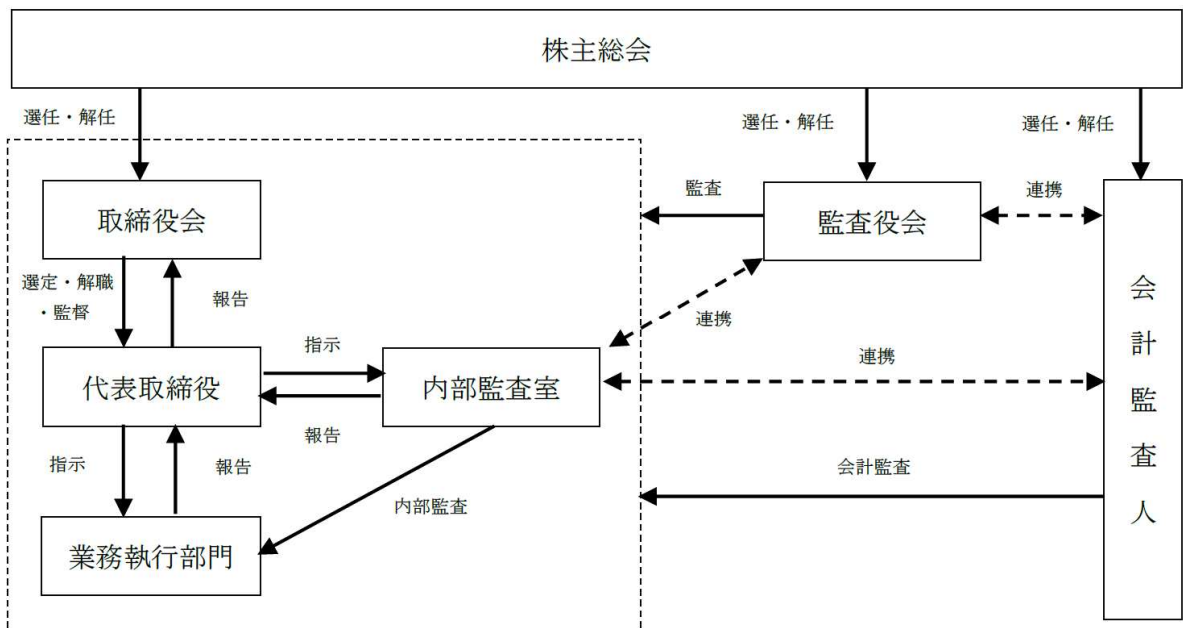 株主総会
選任・解任
選任・解任
選任・解任
取締役会
監査
監査役会
連携
会計監査人
選定・解職
・監督
報告
連携
代表取締役
指示
報告
内部監査室
連携
指示
報告
内部監査
会計監査
業務執行部門